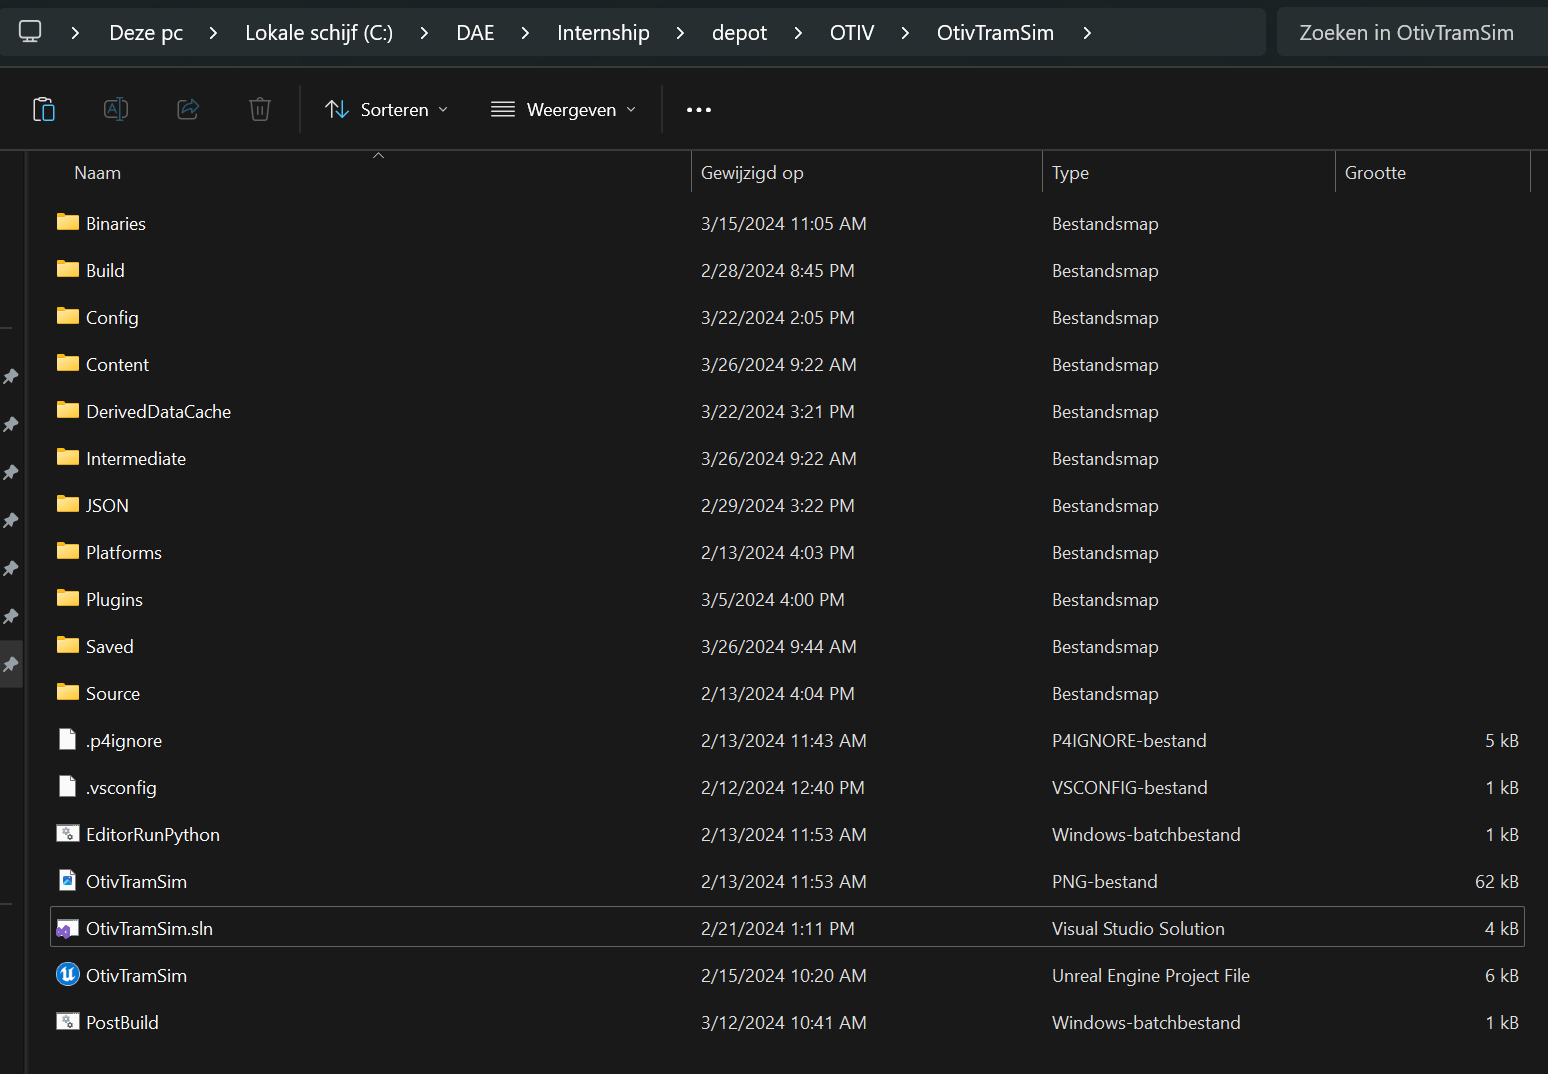 Deze pc Lokale schijf (C:) DAE Internship depot OTIV OtivTramSim Zoeken in OtivTramSim
Sorteren Weergeven
Naam Gewijzigd op Type Grootte
Binaries 3/15/2024 11:05 AM Bestandsmap
Build 2/28/2024 8:45 PM Bestandsmap
Config 3/22/2024 2:05 PM Bestandsmap
Content 3/26/2024 9:22 AM Bestandsmap
DerivedDataCache 3/22/2024 3:21 PM Bestandsmap
Intermediate 3/26/2024 9:22 AM Bestandsmap
JSON 2/29/2024 3:22 PM Bestandsmap
Platforms 2/13/2024 4:03 PM Bestandsmap
Plugins 3/5/2024 4:00 PM Bestandsmap
Saved 3/26/2024 9:44 AM Bestandsmap
Source 2/13/2024 4:04 PM Bestandsmap
.p4ignore 2/13/2024 11:43 AM P4IGNORE-bestand 5 kB
.vsconfig 2/12/2024 12:40 PM VSCONFIG-bestand 1 kB
EditorRunPython 2/13/2024 11:53 AM Windows-batchbestand 1 kB
OtivTramSim 2/13/2024 11:53 AM PNG-bestand 62 kB
OtivTramSim.sln 2/21/2024 1:11 PM Visual Studio Solution 4 kB
OtivTramSim 2/15/2024 10:20 AM Unreal Engine Project File 6 kB
PostBuild 3/12/2024 10:41 AM Windows-batchbestand 1 kB